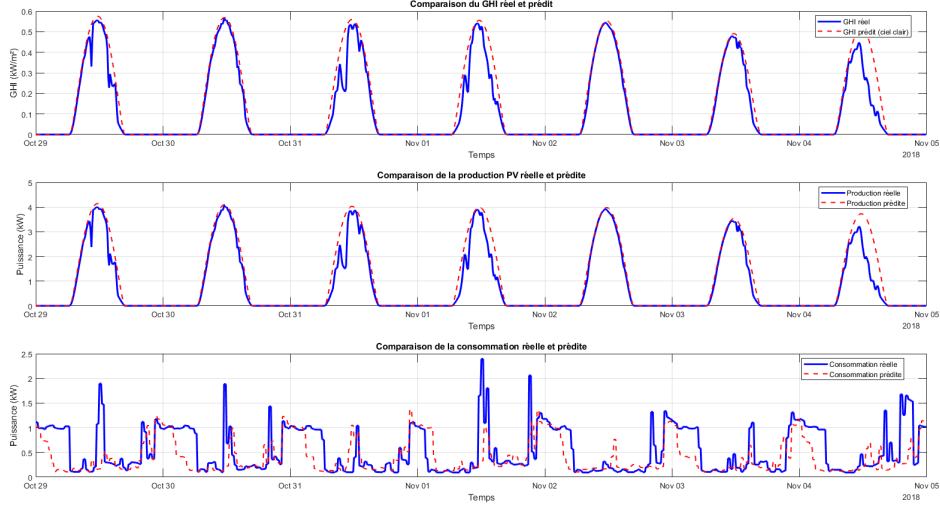 Comparaison du GHI réel et prédit
GHI (kW/m²)
0.6
0.5
0.4
0.3
0.2
0.1
0
GHI réel
GHI prédit (ciel clair)
Oct 29
Oct 30
Oct 31
Nov 01
Nov 02
Nov 03
Nov 04
Nov 05
Temps
2018
Comparaison de la production PV réelle et prédite
Puissance (kW)
5
4
3
2
1
0
Production réelle
Production prédite
Oct 29
Oct 30
Oct 31
Nov 01
Nov 02
Nov 03
Nov 04
Nov 05
Temps
2018
Comparaison de la consommation réelle et prédite
Puissance (kW)
2.5
2
1.5
1
0.5
0
Consommation réelle
Consommation prédite
Oct 29
Oct 30
Oct 31
Nov 01
Nov 02
Nov 03
Nov 04
Nov 05
Temps
2018